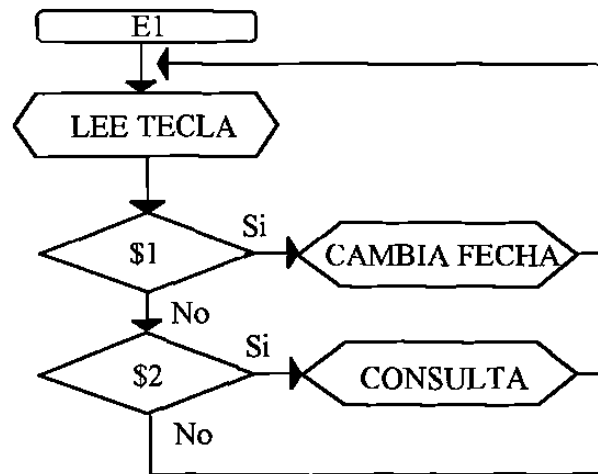 E1
LEE TECLA
$1
Si
CAMBIA FECHA
No
$2
Si
CONSULTA
No